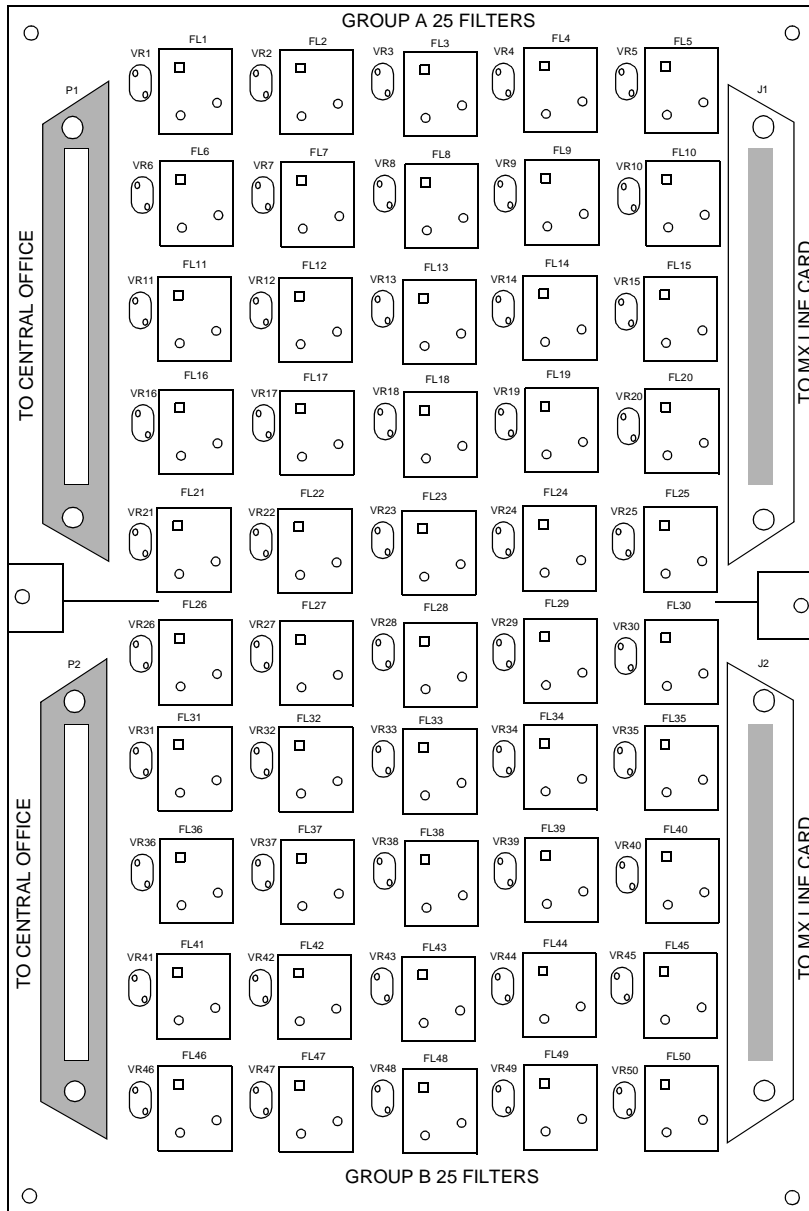 GROUP A 25 FILTERS
FL1 FL2 FL3 FL4 FL5
VR1 VR2 VR3 VR4 VR5
P1
J1
FL6 FL7 FL8 FL9 FL10
VR6 VR7 VR8 VR9 VR10
TO CENTRAL OFFICE
TO MX LINE CARD
FL11 FL12 FL13 FL14 FL15
VR11 VR12 VR13 VR14 VR15
FL16 FL17 FL18 FL19 FL20
VR16 VR17 VR18 VR19 VR20
FL21 FL22 FL23 FL24 FL25
VR21 VR22 VR23 VR24 VR25
FL26 FL27 FL28 FL29 FL30
VR26 VR27 VR28 VR29 VR30
P2
J2
FL31 FL32 FL33 FL34 FL35
VR31 VR32 VR33 VR34 VR35
TO CENTRAL OFFICE
TO MX LINE CARD
FL36 FL37 FL38 FL39 FL40
VR36 VR37 VR38 VR39 VR40
FL41 FL42 FL43 FL44 FL45
VR41 VR42 VR43 VR44 VR45
FL46 FL47 FL48 FL49 FL50
VR46 VR47 VR48 VR49 VR50
GROUP B 25 FILTERS